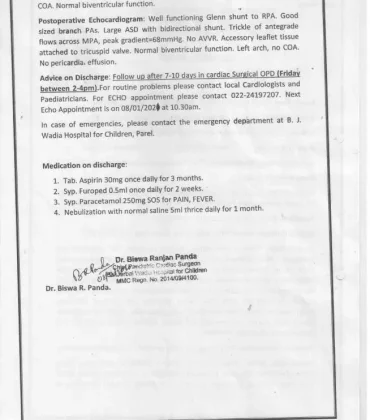 COA. Normal biventricular function.
Postoperative Echocardiogram: Well functioning Glenn shunt to RPA. Good
sized branch PAs. Large ASD with bidirectional shunt. Trickle of antegrade
flows across MPA, peak gradient=68mmHg. No AVVR. Accessory leaflet tissue
attached to tricuspid valve. Normal biventricular function. Left arch, no COA.
No pericardia. effusion.
Advice on Discharge: Follow up after 7-10 days in cardiac Surgical OPD (Friday
between 2-4pm).For routine problems please contact local Cardiologists and
Paediatricians. For ECHO appointment please contact 022-24197207. Next
Echo Appointment is on 08/01/202 at 10.30am.
In case of emergencies, please contact the emergency department at B. J.
Wadia Hospital for Children, Parel.
Medication on discharge:
1. Tab. Aspirin 30mg once daily for 3 months.
2. Syp. Furoped 0.5ml once daily for 2 weeks.
3. Syp. Paracetamol 250mg SOS for PAIN, FEVER.
4. Nebulization with normal saline 5ml thrice daily for 1 month.
Dr. Biswa Ranjan Panda
Cardiac Surgeon
Wadia Hospital for Children
MMC Regn. No. 2014/09/4100.
Dr. Biswa R. Panda.